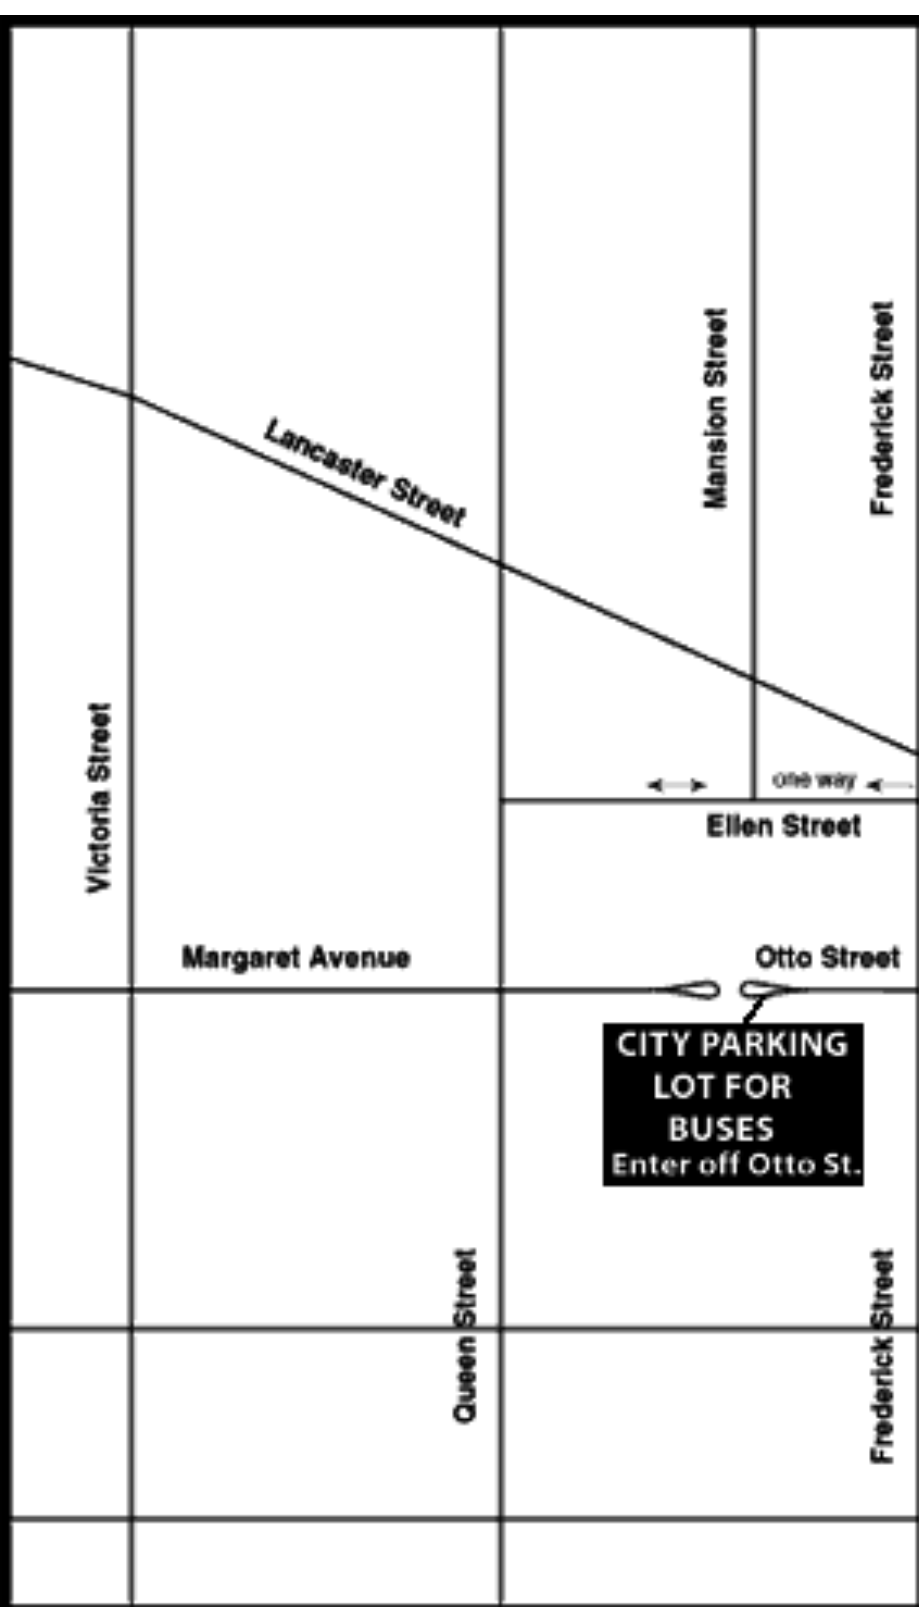 Mansion Street
Frederick Street
Lancaster Street
Victoria Street
one way
Ellen Street
Margaret Avenue
Otto Street
CITY PARKING
LOT FOR
BUSES
Enter off Otto St.
Queen Street
Frederick Street